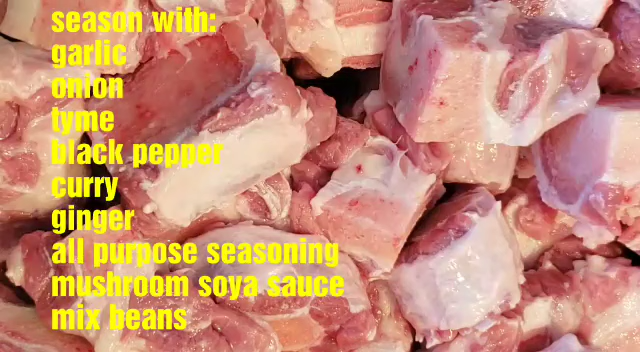 season with:
garlic
onion
tyme
black pepper
curry
ginger
all purpose seasoning
mushroom soya sauce
mix beans